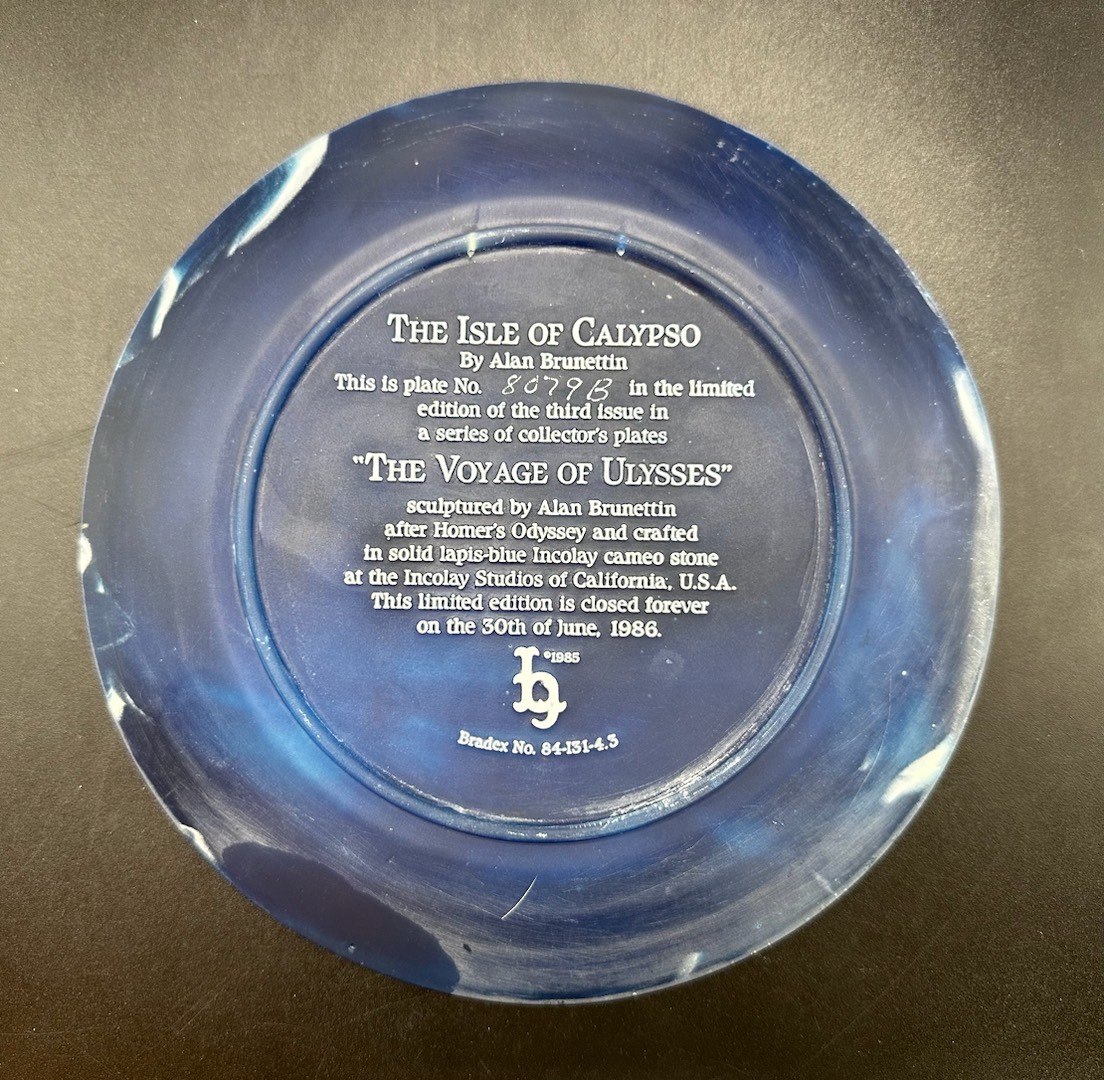 THE ISLE OF CALYPSO
By Alan Brunettin
This is plate No. 8079B in the limited
edition of the third issue in
a series of collector's plates
"THE VOYAGE OF ULYSSES"
sculptured by Alan Brunettin
after Homer's Odyssey and crafted
in solid lapis-blue Incolay cameo stone
at the Incolay Studios of California, U.S.A.
This limited edition is closed forever
on the 30th of June, 1986.
©1985
Bradex No. 84-I31-4.3